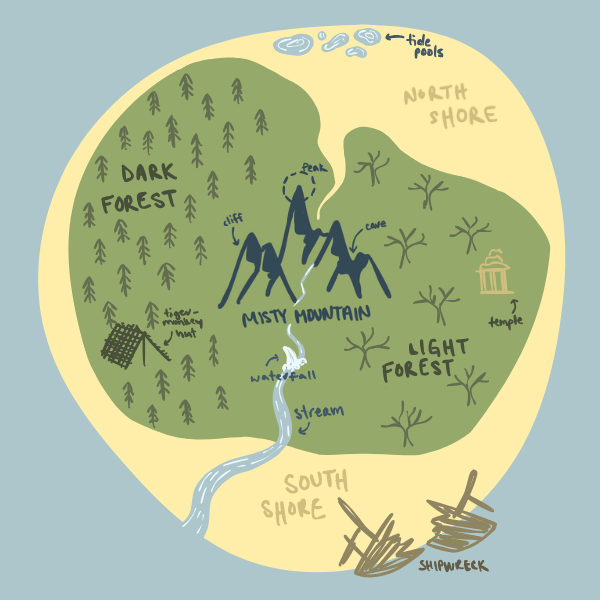 tide
pools
NORTH
SHORE
DARK
FOREST
peak
cliff
cave
MISTY MOUNTAIN
tiger-
monkey
hut
temple
LIGHT
FOREST
waterfall
stream
SOUTH
SHORE
SHIPWRECK